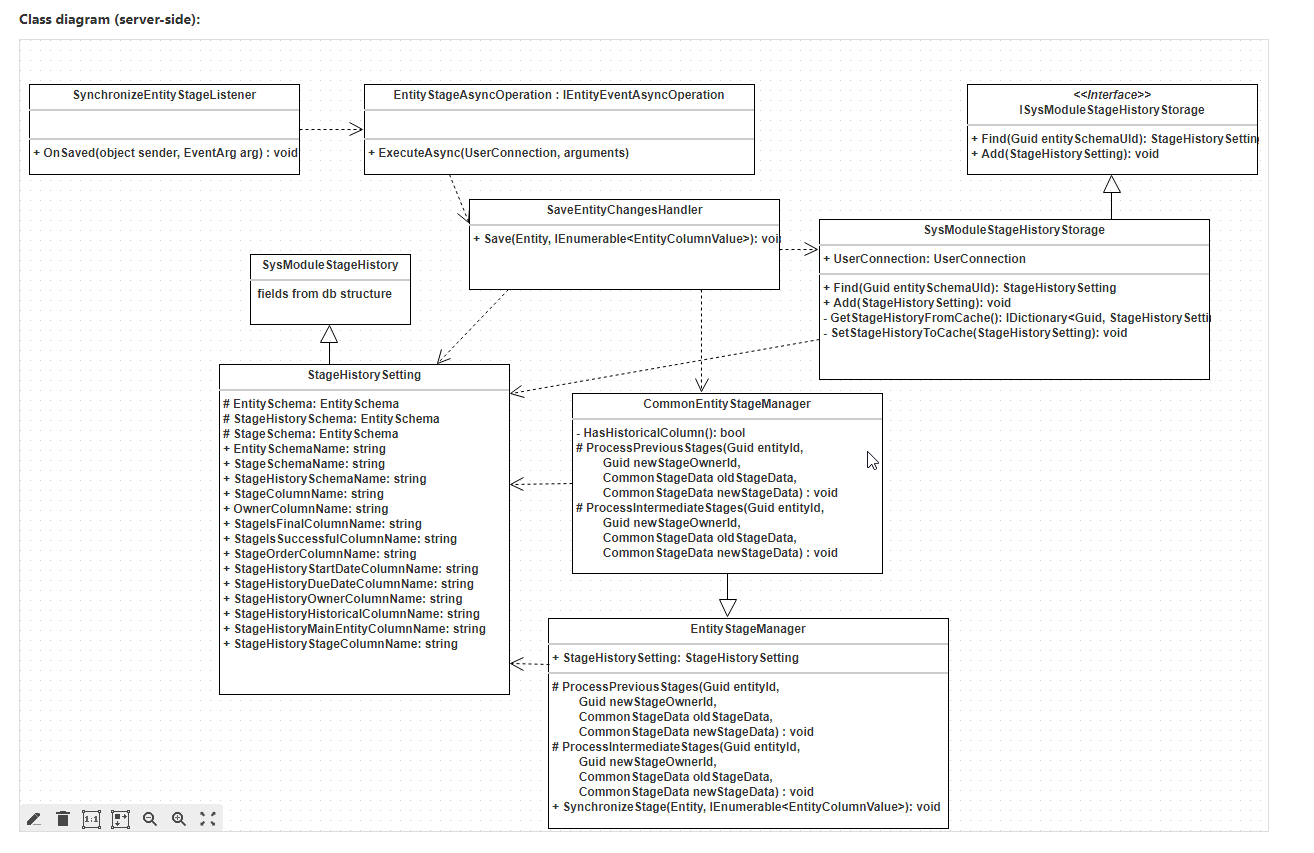 Class diagram (server-side):
SynchronizeEntityStageListener
+ OnSaved(object sender, EventArg arg) : void
EntityStageAsyncOperation : IEntityEventAsyncOperation
+ ExecuteAsync(UserConnection, arguments)
<<Interface>>
ISysModuleStageHistoryStorage
+ Find(Guid entitySchemaUId): StageHistorySettin
+ Add(StageHistorySetting): void
SaveEntityChangesHandler
+ Save(Entity, IEnumerable<EntityColumnValue>): voi
SysModuleStageHistoryStorage
+ UserConnection: UserConnection
+ Find(Guid entitySchemaUId): StageHistorySetting
+ Add(StageHistorySetting): void
- GetStageHistoryFromCache(): IDictionary<Guid, StageHistorySetti
- SetStageHistoryToCache(StageHistorySetting): void
SysModuleStageHistory
fields from db structure
StageHistorySetting
# EntitySchema: EntitySchema
# StageHistorySchema: EntitySchema
# StageSchema: EntitySchema
+ EntitySchemaName: string
+ StageSchemaName: string
+ StageHistorySchemaName: string
+ StageColumnName: string
+ OwnerColumnName: string
+ StageIsFinalColumnName: string
+ StageIsSuccessfulColumnName: string
+ StageOrderColumnName: string
+ StageHistoryStartDateColumnName: string
+ StageHistoryDueDateColumnName: string
+ StageHistoryOwnerColumnName: string
+ StageHistoryHistoricalColumnName: string
+ StageHistoryMainEntityColumnName: string
+ StageHistoryStageColumnName: string
CommonEntityStageManager
- HasHistoricalColumn(): bool
# ProcessPreviousStages(Guid entityId,
Guid newStageOwnerId,
CommonStageData oldStageData,
CommonStageData newStageData) : void
# ProcessIntermediateStages(Guid entityId,
Guid newStageOwnerId,
CommonStageData oldStageData,
CommonStageData newStageData) : void
EntityStageManager
+ StageHistorySetting: StageHistorySetting
# ProcessPreviousStages(Guid entityId,
Guid newStageOwnerId,
CommonStageData oldStageData,
CommonStageData newStageData) : void
# ProcessIntermediateStages(Guid entityId,
Guid newStageOwnerId,
CommonStageData oldStageData,
CommonStageData newStageData) : void
+ SynchronizeStage(Entity, IEnumerable<EntityColumnValue>): void
1:1